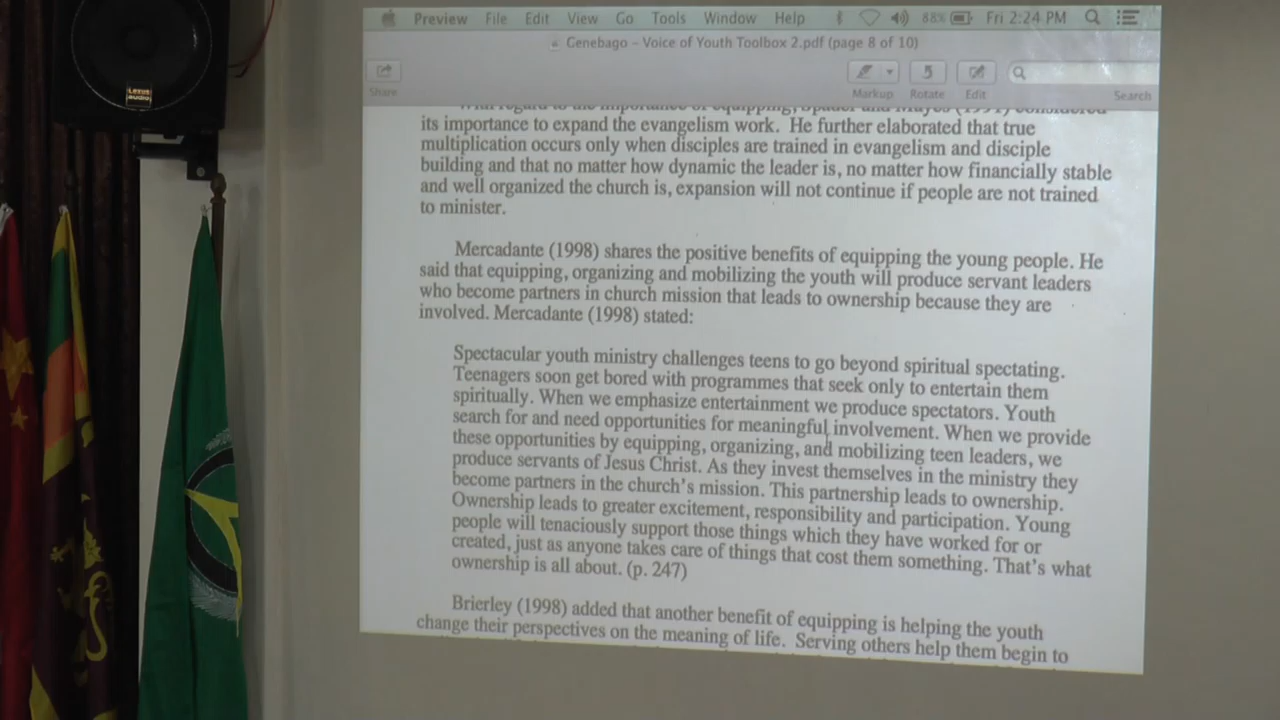 Preview File Edit View Go Tools Window Help 88% Fri 2:24 PM
Genebago – Voice of Youth Toolbox 2.pdf (page 8 of 10)
Share Markup Rotate Edit Search
With regard to the importance of equipping, Spader and Mayes (1991) considered
its importance to expand the evangelism work. He further elaborated that true
multiplication occurs only when disciples are trained in evangelism and disciple
building and that no matter how dynamic the leader is, no matter how financially stable
and well organized the church is, expansion will not continue if people are not trained
to minister.
Mercadante (1998) shares the positive benefits of equipping the young people. He
said that equipping, organizing and mobilizing the youth will produce servant leaders
who become partners in church mission that leads to ownership because they are
involved. Mercadante (1998) stated:
Spectacular youth ministry challenges teens to go beyond spiritual spectating.
Teenagers soon get bored with programmes that seek only to entertain them
spiritually. When we emphasize entertainment we produce spectators. Youth
search for and need opportunities for meaningful involvement. When we provide
these opportunities by equipping, organizing, and mobilizing teen leaders, we
produce servants of Jesus Christ. As they invest themselves in the ministry they
become partners in the church's mission. This partnership leads to ownership.
Ownership leads to greater excitement, responsibility and participation. Young
people will tenaciously support those things which they have worked for or
created, just as anyone takes care of things that cost them something. That's what
ownership is all about. (p. 247)
Brierley (1998) added that another benefit of equipping is helping the youth
change their perspectives on the meaning of life. Serving others help them begin to
Lexus
audio